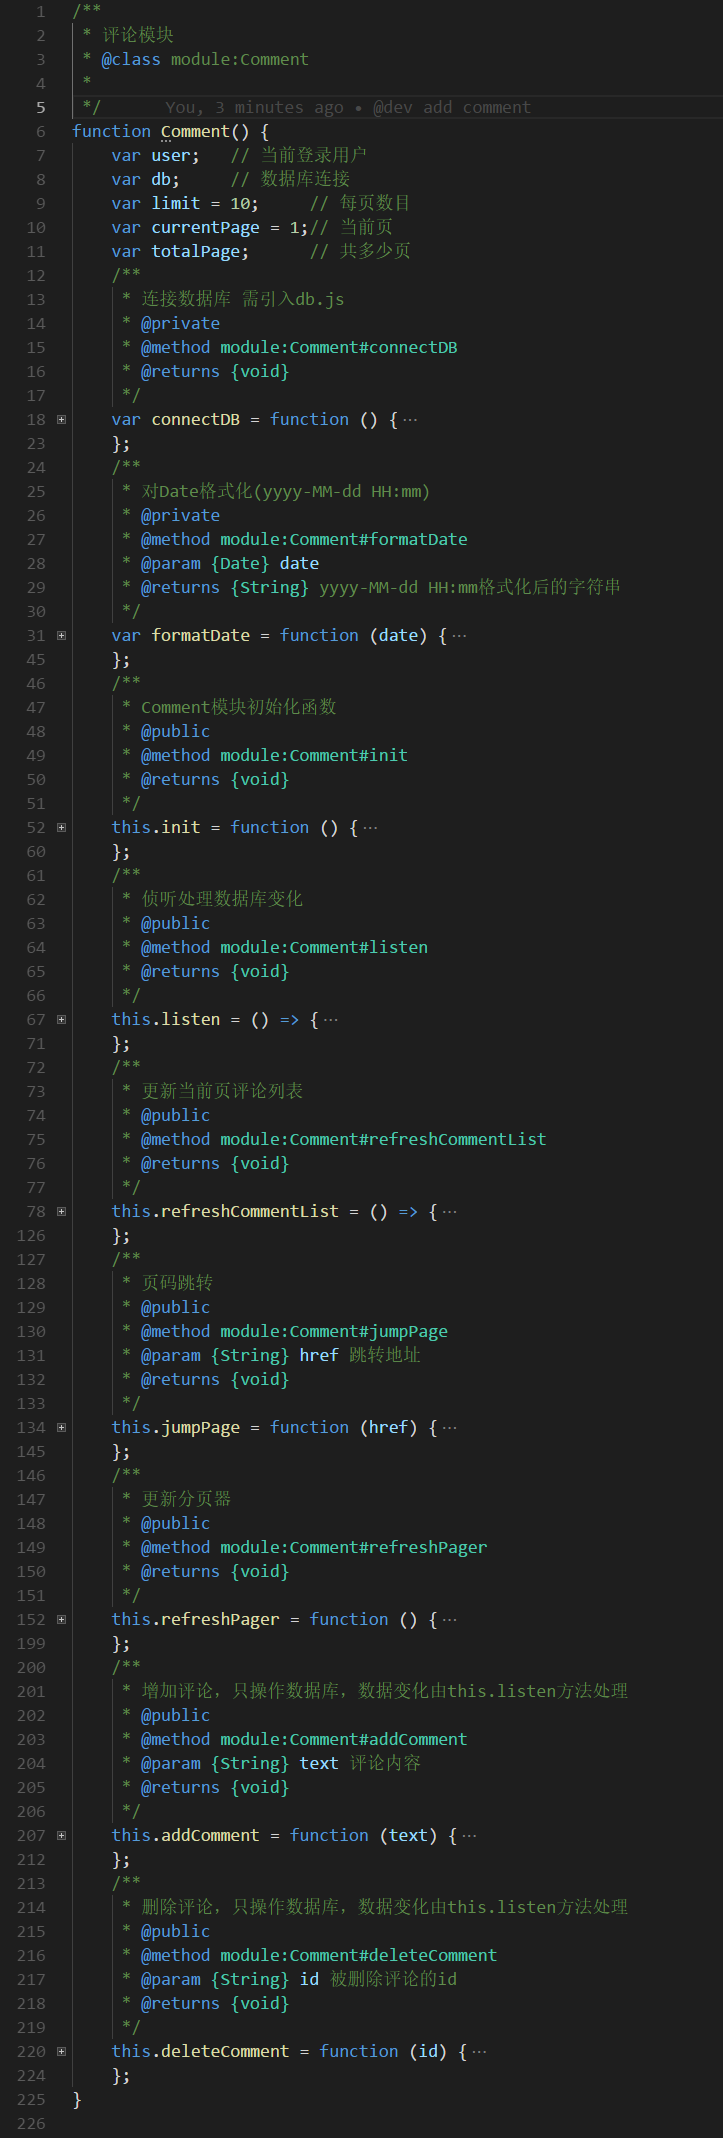 1 /**
2  * 评论模块
3  * @class module:Comment
4  *
5  */ You, 3 minutes ago • @dev add comment
6 function Comment() {
7     var user;   // 当前登录用户
8     var db;     // 数据库连接
9     var limit = 10;     // 每页数目
10     var currentPage = 1;// 当前页
11     var totalPage;      // 共多少页
12     /**
13      * 连接数据库 需引入db.js
14      * @private
15      * @method module:Comment#connectDB
16      * @returns {void}
17      */
18     var connectDB = function () {···
23     };
24     /**
25      * 对Date格式化(yyyy-MM-dd HH:mm)
26      * @private
27      * @method module:Comment#formatDate
28      * @param {Date} date
29      * @returns {String} yyyy-MM-dd HH:mm格式化后的字符串
30      */
31     var formatDate = function (date) {···
45     };
46     /**
47      * Comment模块初始化函数
48      * @public
49      * @method module:Comment#init
50      * @returns {void}
51      */
52     this.init = function () {···
60     };
61     /**
62      * 侦听处理数据库变化
63      * @public
64      * @method module:Comment#listen
65      * @returns {void}
66      */
67     this.listen = () => {···
71     };
72     /**
73      * 更新当前页评论列表
74      * @public
75      * @method module:Comment#refreshCommentList
76      * @returns {void}
77      */
78     this.refreshCommentList = () => {···
126     };
127     /**
128      * 页码跳转
129      * @public
130      * @method module:Comment#jumpPage
131      * @param {String} href 跳转地址
132      * @returns {void}
133      */
134     this.jumpPage = function (href) {···
145     };
146     /**
147      * 更新分页器
148      * @public
149      * @method module:Comment#refreshPager
150      * @returns {void}
151      */
152     this.refreshPager = function () {···
199     };
200     /**
201      * 增加评论，只操作数据库，数据变化由this.listen方法处理
202      * @public
203      * @method module:Comment#addComment
204      * @param {String} text 评论内容
205      * @returns {void}
206      */
207     this.addComment = function (text) {···
212     };
213     /**
214      * 删除评论，只操作数据库，数据变化由this.listen方法处理
215      * @public
216      * @method module:Comment#deleteComment
217      * @param {String} id 被删除评论的id
218      * @returns {void}
219      */
220     this.deleteComment = function (id) {···
224     };
225 }
226